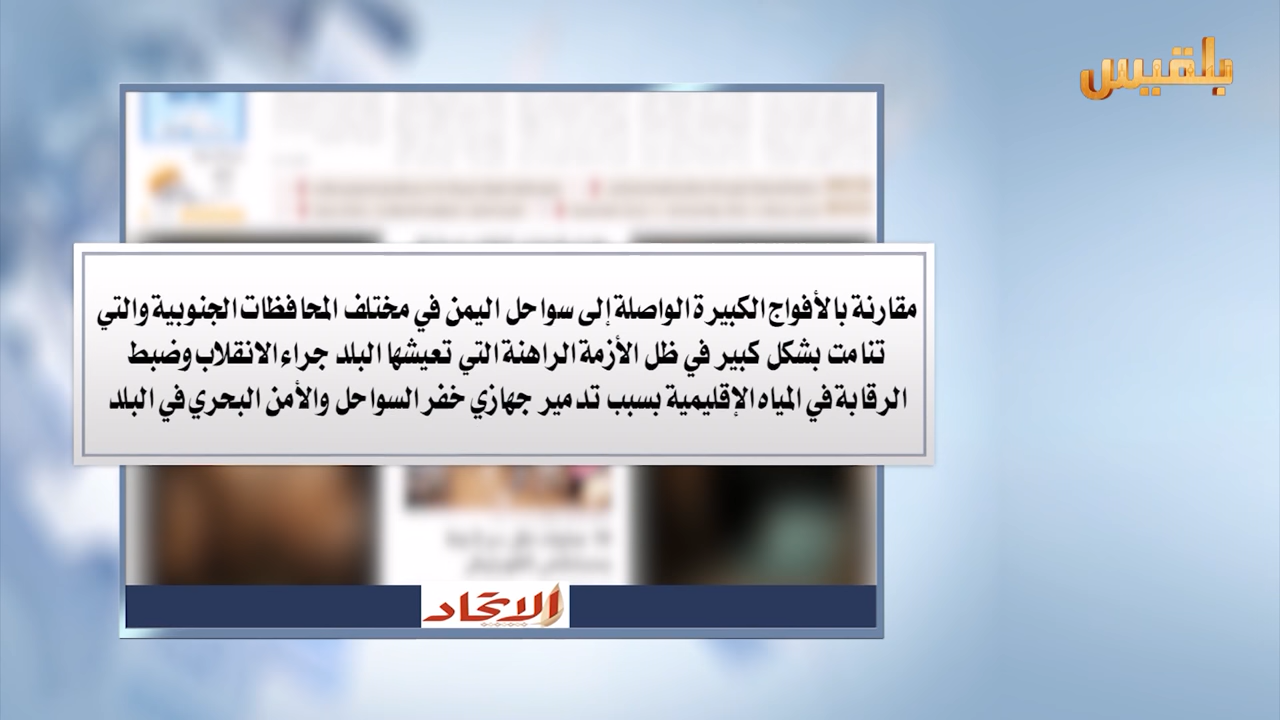 بلقيس
مقارنة بالأفواج الكبيرة الواصلة إلى سواحل اليمن في مختلف المحافظات الجنوبية والتي
تنامت بشكل كبير في ظل الأزمة الراهنة التي تعيشها البلد جراء الانقلاب وضبط
الرقابة في المياه الإقليمية بسبب تدمير جهازي خفر السواحل والأمن البحري في البلد
الاتحاد